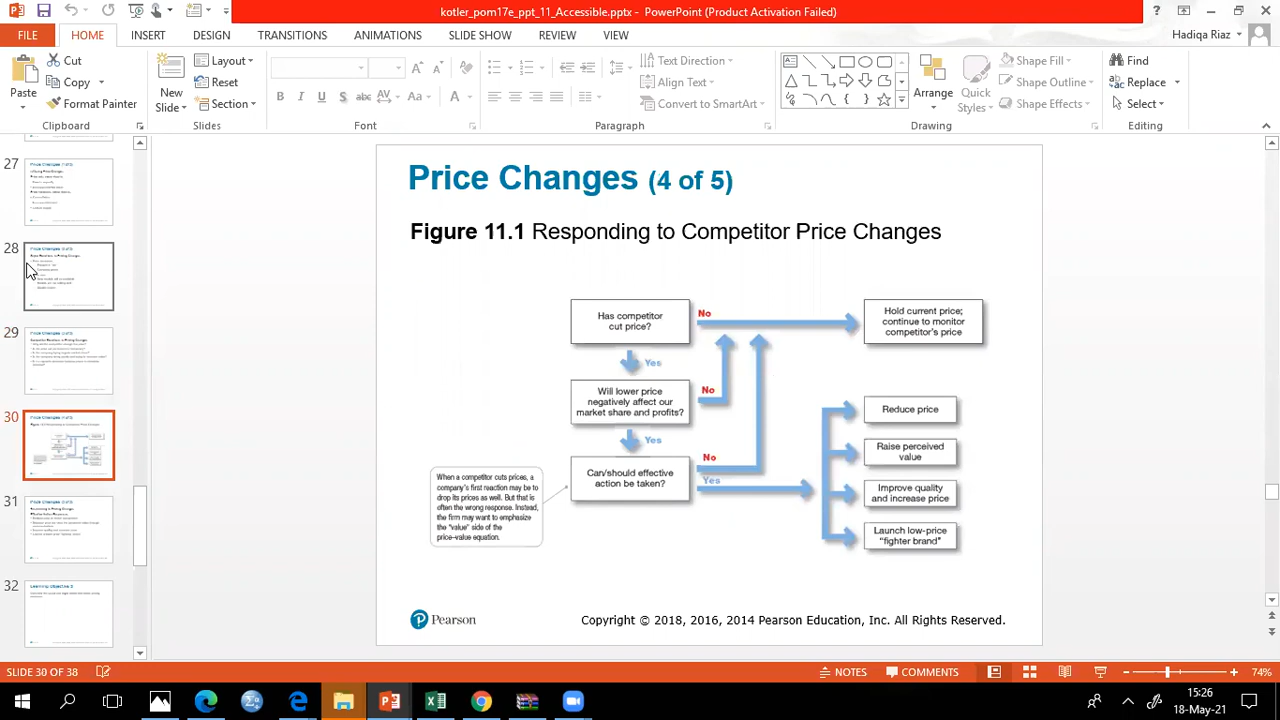 kotler_pom17e_ppt_11_Accessible.pptx - PowerPoint (Product Activation Failed)
FILE HOME INSERT DESIGN TRANSITIONS ANIMATIONS SLIDE SHOW REVIEW VIEW Hadiqa Riaz
Paste
Cut
Copy
Format Painter
Clipboard
New Slide
Layout
Reset
Section
Slides
B I U S abc AV Aa A
Font
Text Direction
Align Text
Convert to SmartArt
Paragraph
Arrange
Quick Styles
Shape Fill
Shape Outline
Shape Effects
Drawing
Find
Replace
Select
Editing
27
Price Changes (1 of 5)
28
29
30
31
32
Price Changes (4 of 5)
Figure 11.1 Responding to Competitor Price Changes
Has competitor
cut price?
No
Hold current price;
continue to monitor
competitor's price
Yes
Will lower price
negatively affect our
market share and profits?
No
Yes
Can/should effective
action be taken?
No
Yes
Reduce price
Raise perceived
value
Improve quality
and increase price
Launch low-price
"fighter brand"
When a competitor cuts prices, a
company's first reaction may be to
drop its prices as well. But that is
often the wrong response. Instead,
the firm may want to emphasize
the "value" side of the
price-value equation.
Pearson
Copyright © 2018, 2016, 2014 Pearson Education, Inc. All Rights Reserved.
SLIDE 30 OF 38
NOTES
COMMENTS
74%
15:26
18-May-21